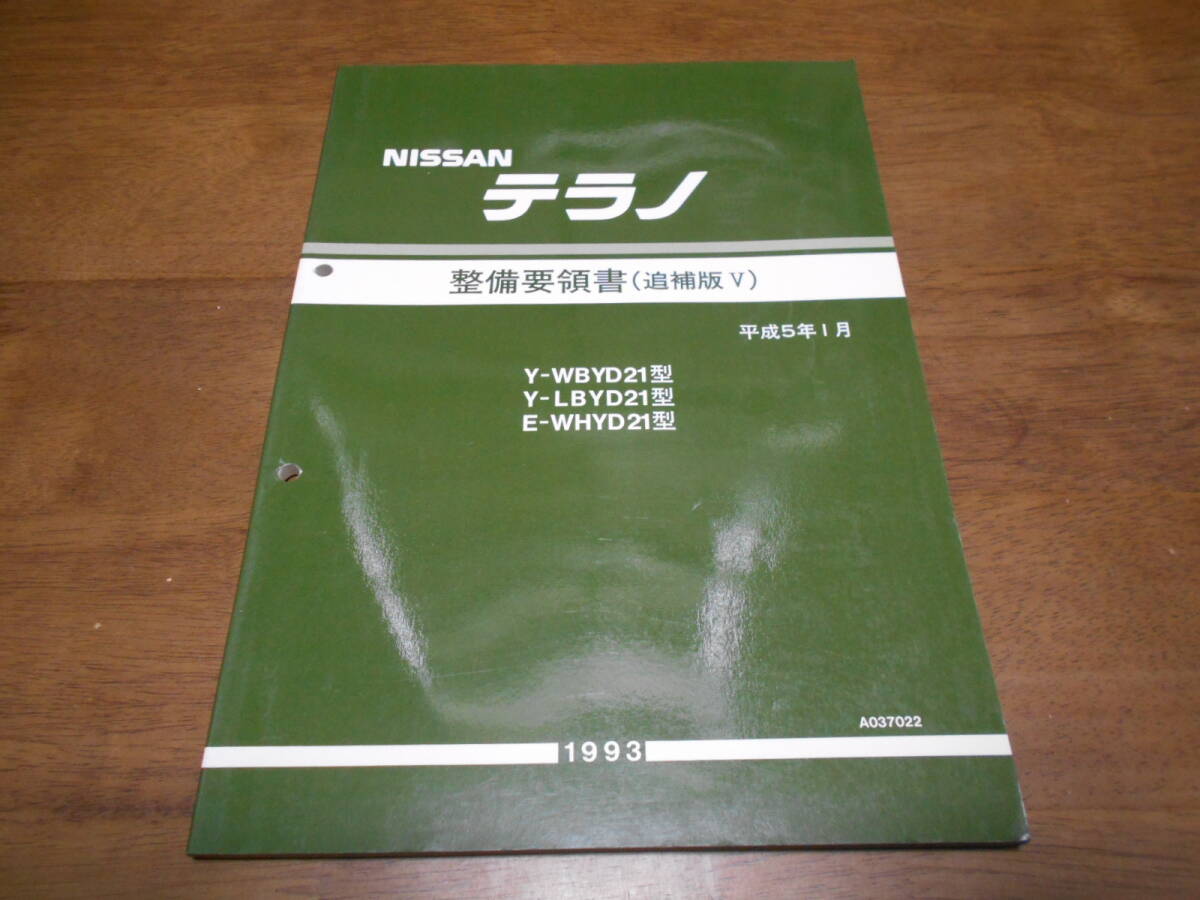 NISSAN
テラノ
整備要領書(追補版Ⅴ)
平成5年1月
Y-WBYD21型
Y-LBYD21型
E-WHYD21型
A037022
1993